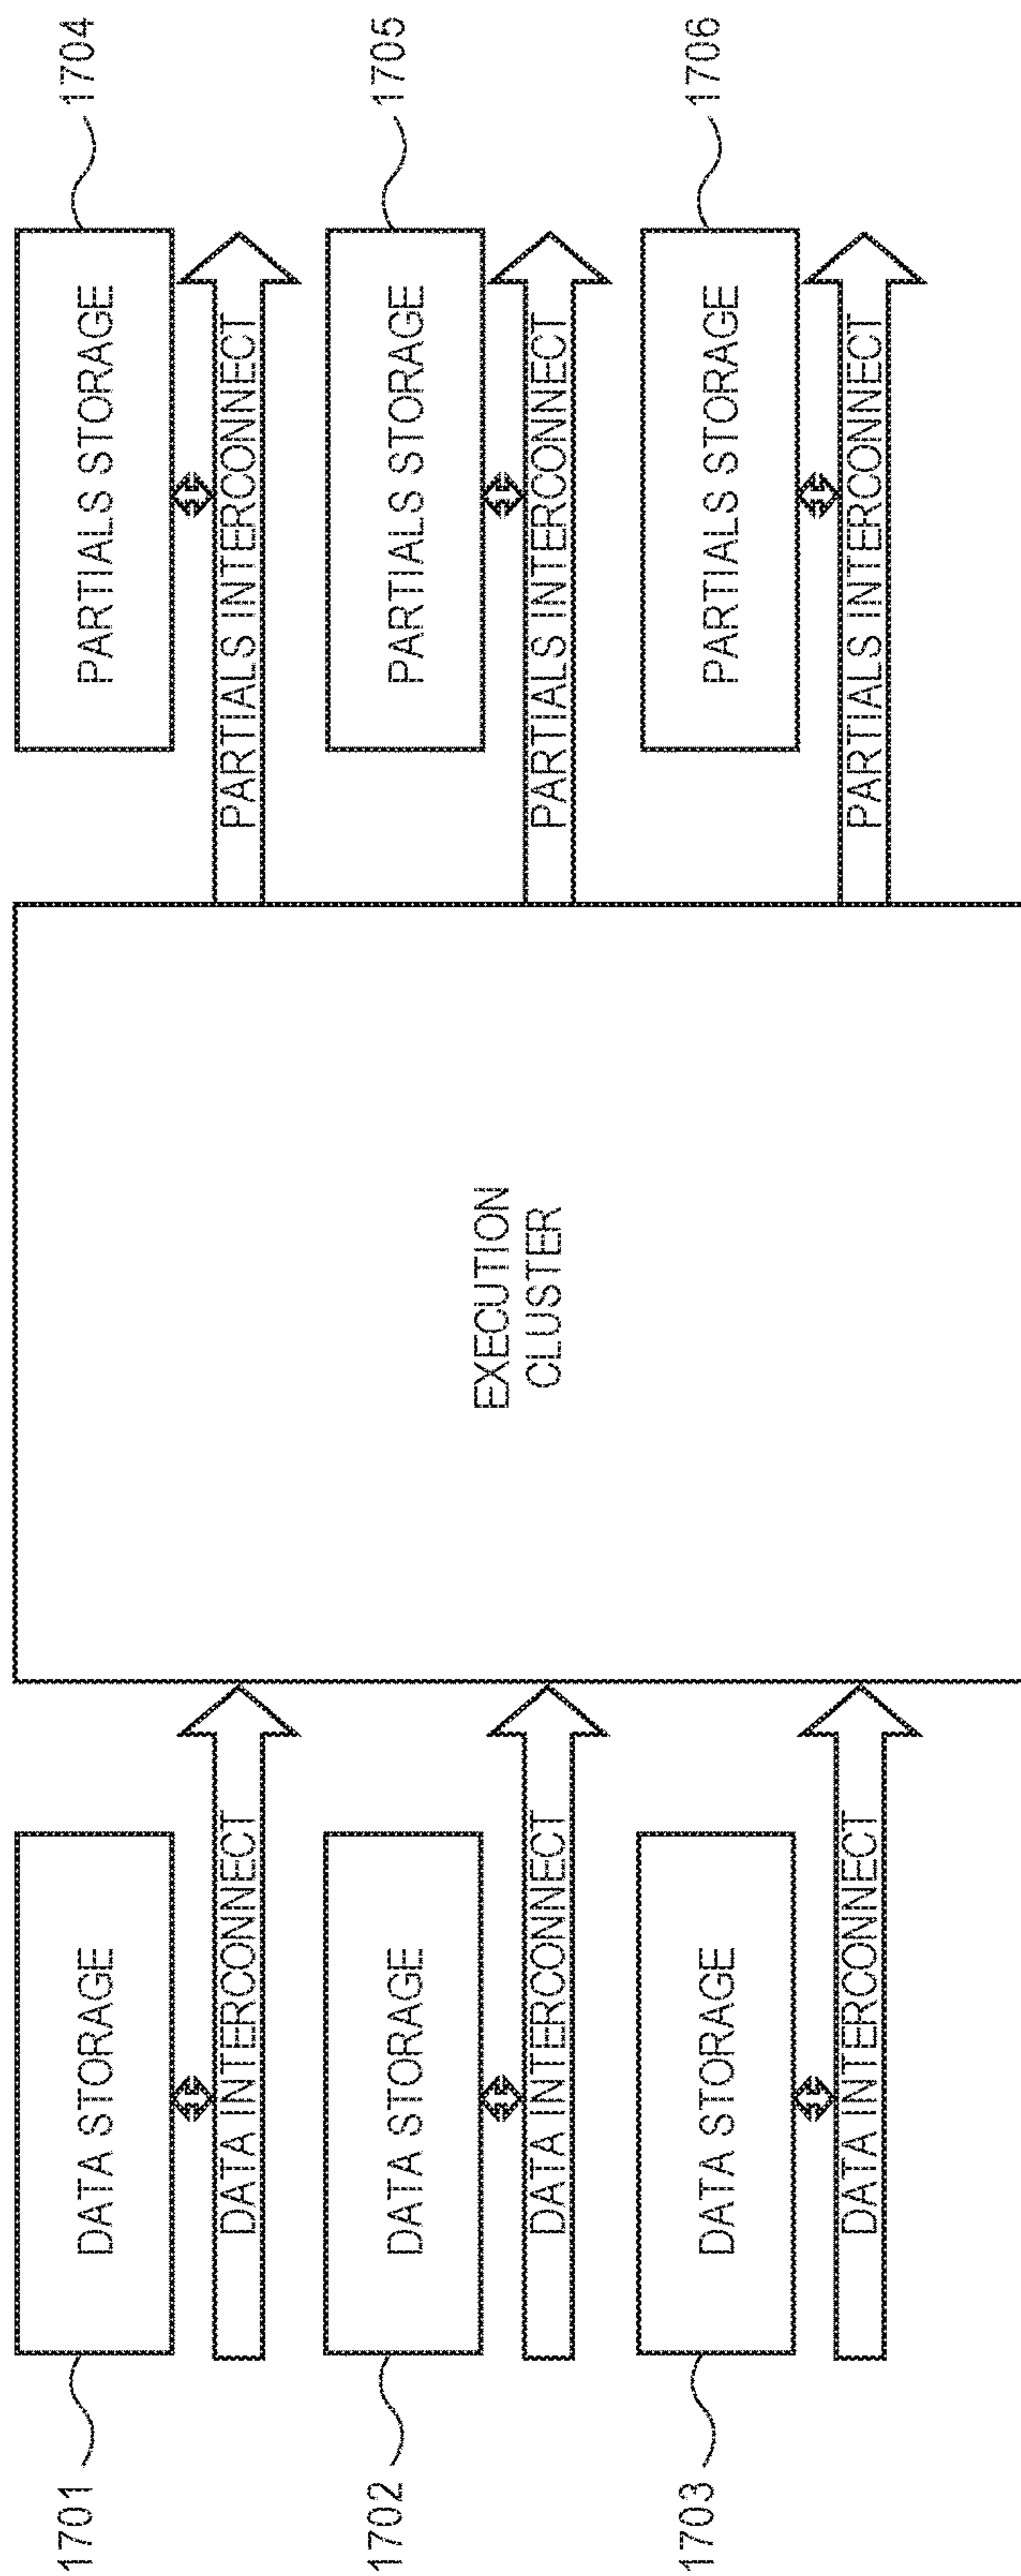 1701
DATA STORAGE
DATA INTERCONNECT
1702
DATA STORAGE
DATA INTERCONNECT
1703
DATA STORAGE
DATA INTERCONNECT
EXECUTION
CLUSTER
PARTIALS STORAGE
1704
PARTIALS INTERCONNECT
PARTIALS STORAGE
1705
PARTIALS INTERCONNECT
PARTIALS STORAGE
1706
PARTIALS INTERCONNECT